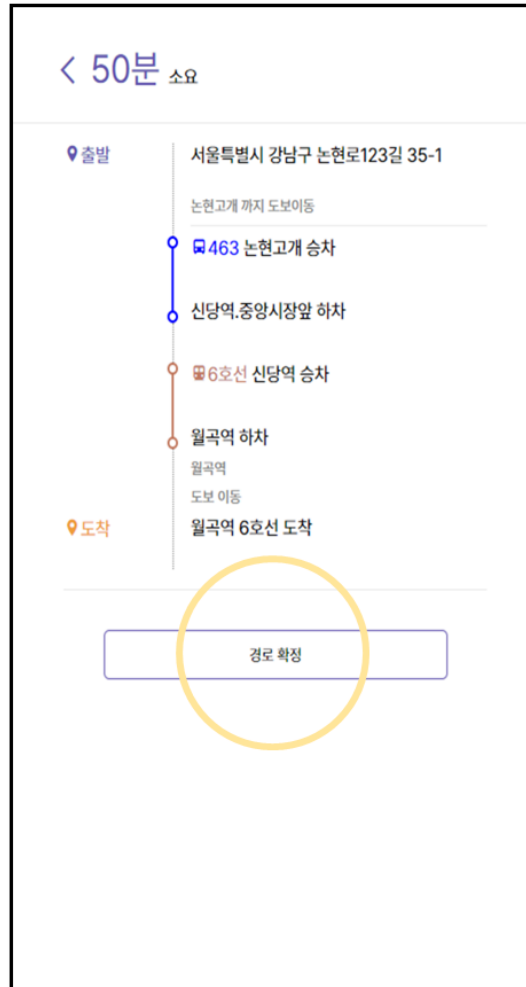 50분 소요
출발 서울특별시 강남구 논현로123길 35-1
논현고개 까지 도보이동
463 논현고개 승차
신당역.중앙시장앞 하차
6호선 신당역 승차
월곡역 하차
월곡역
도보 이동
도착 월곡역 6호선 도착
경로 확정